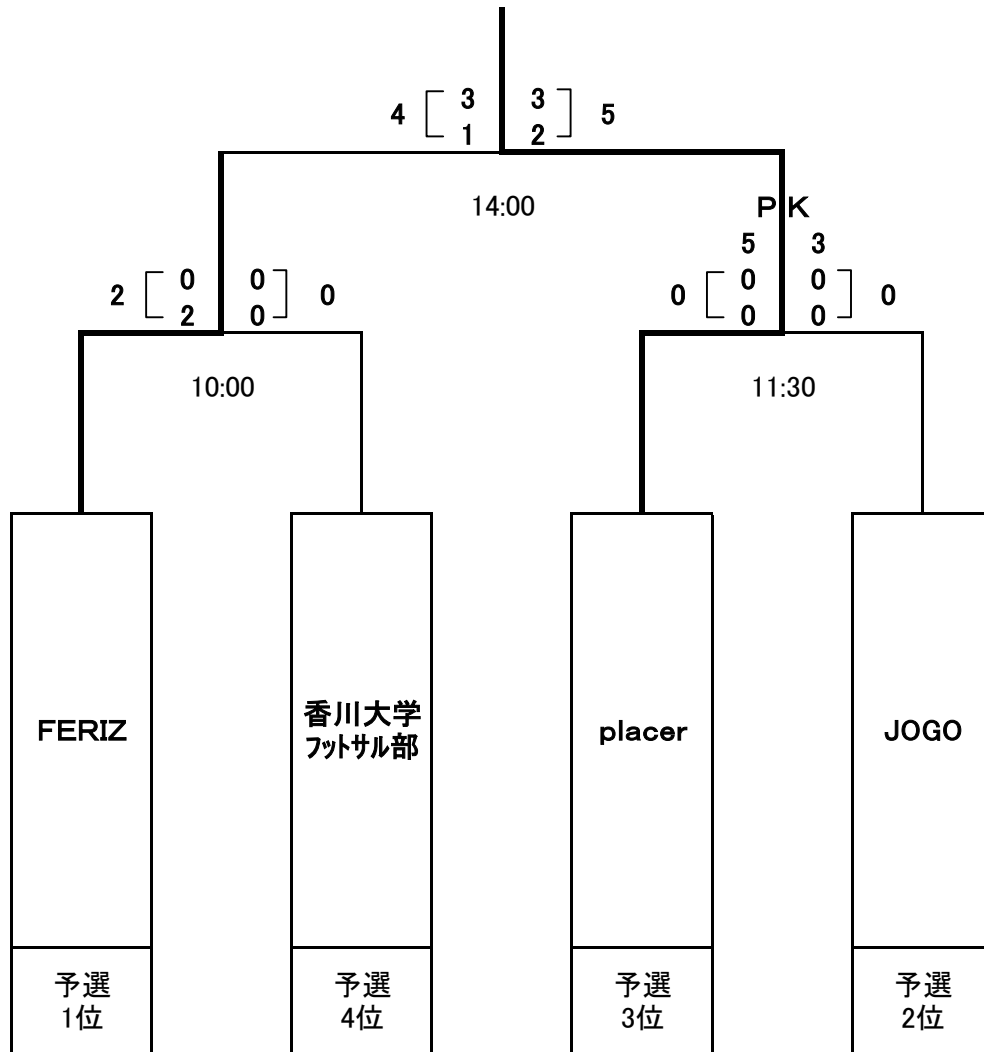 4 3 3 5
1 2
14:00
PK
5 3
2 0 0 0
2 0
0 0 0 0
0 0
10:00
11:30
FERIZ
香川大学
フットサル部
placer
JOGO
予選
1位
予選
4位
予選
3位
予選
2位